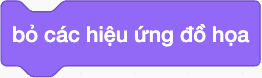 bỏ các hiệu ứng đồ họa